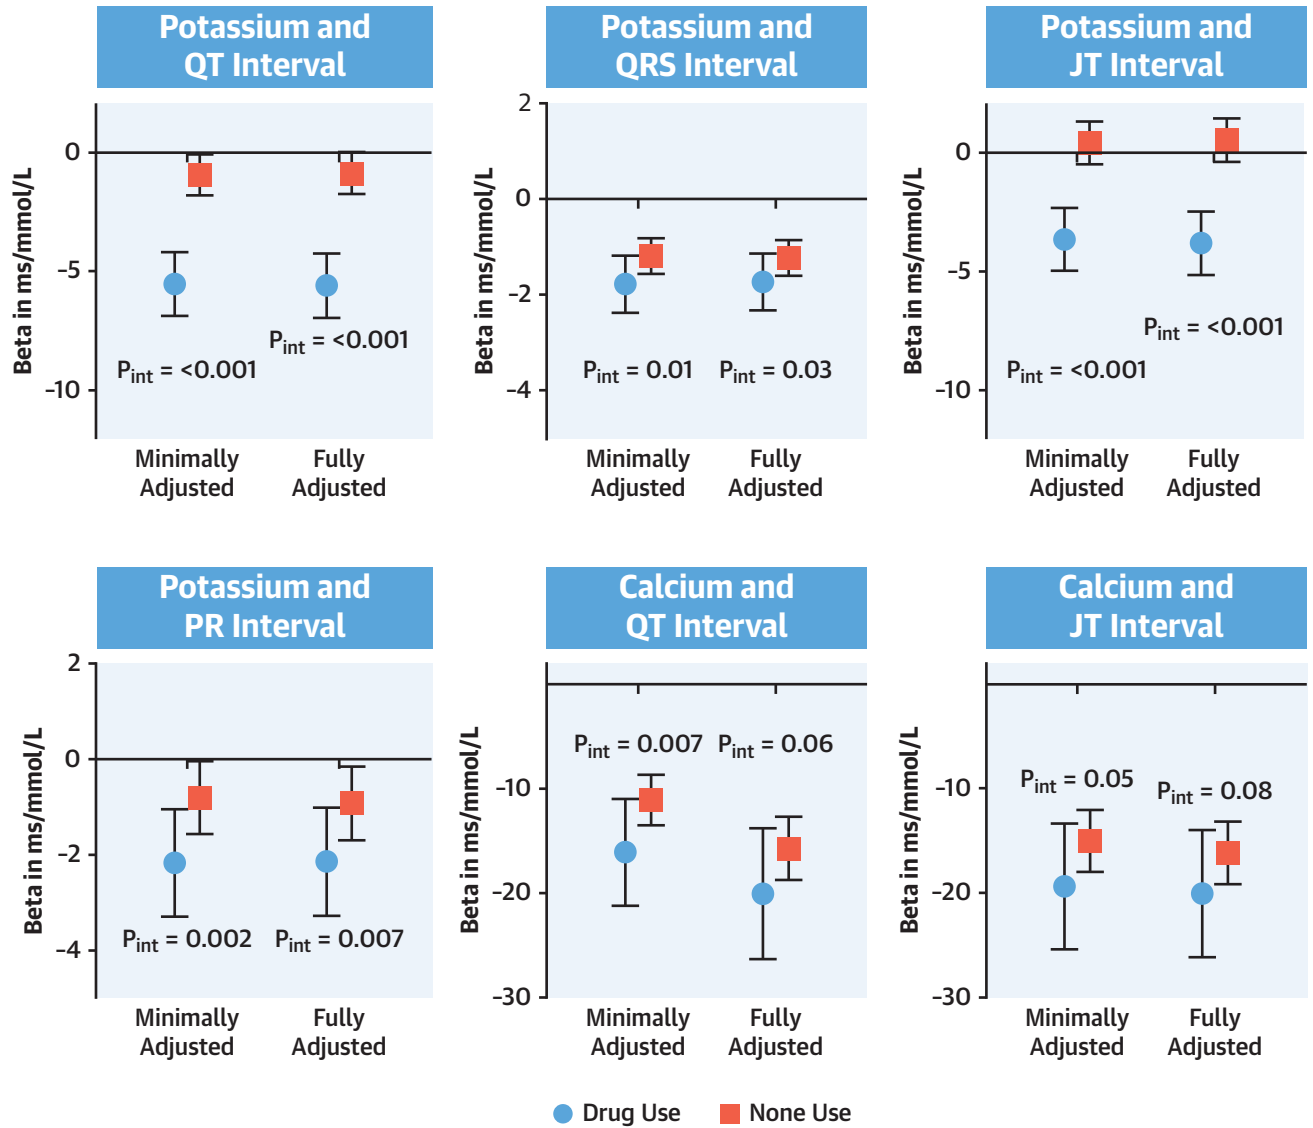 Potassium and
QT Interval
Beta in ms/mmol/L
0
−5
−10
Pint = <0.001
Pint = <0.001
Minimally
Adjusted
Fully
Adjusted
Potassium and
QRS Interval
Beta in ms/mmol/L
2
0
−2
−4
Pint = 0.01
Pint = 0.03
Minimally
Adjusted
Fully
Adjusted
Potassium and
JT Interval
Beta in ms/mmol/L
0
−5
−10
Pint = <0.001
Pint = <0.001
Minimally
Adjusted
Fully
Adjusted
Potassium and
PR Interval
Beta in ms/mmol/L
2
0
−2
−4
Pint = 0.002
Pint = 0.007
Minimally
Adjusted
Fully
Adjusted
Calcium and
QT Interval
Beta in ms/mmol/L
−10
−20
−30
Pint = 0.007
Pint = 0.06
Minimally
Adjusted
Fully
Adjusted
Calcium and
JT Interval
Beta in ms/mmol/L
−10
−20
−30
Pint = 0.05
Pint = 0.08
Minimally
Adjusted
Fully
Adjusted
Drug Use
None Use